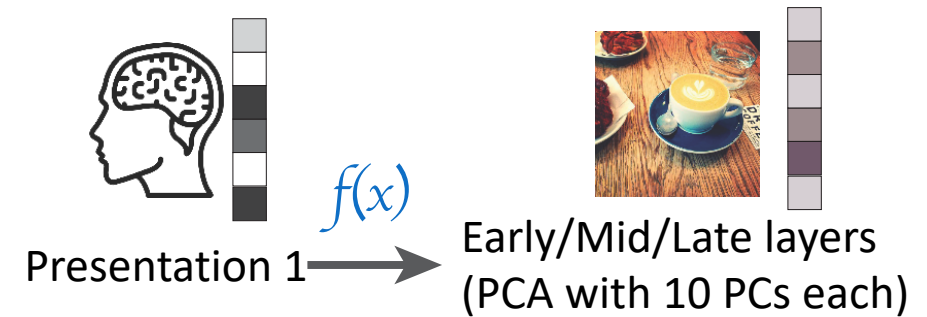 f(x)
Presentation 1
Early/Mid/Late layers
(PCA with 10 PCs each)